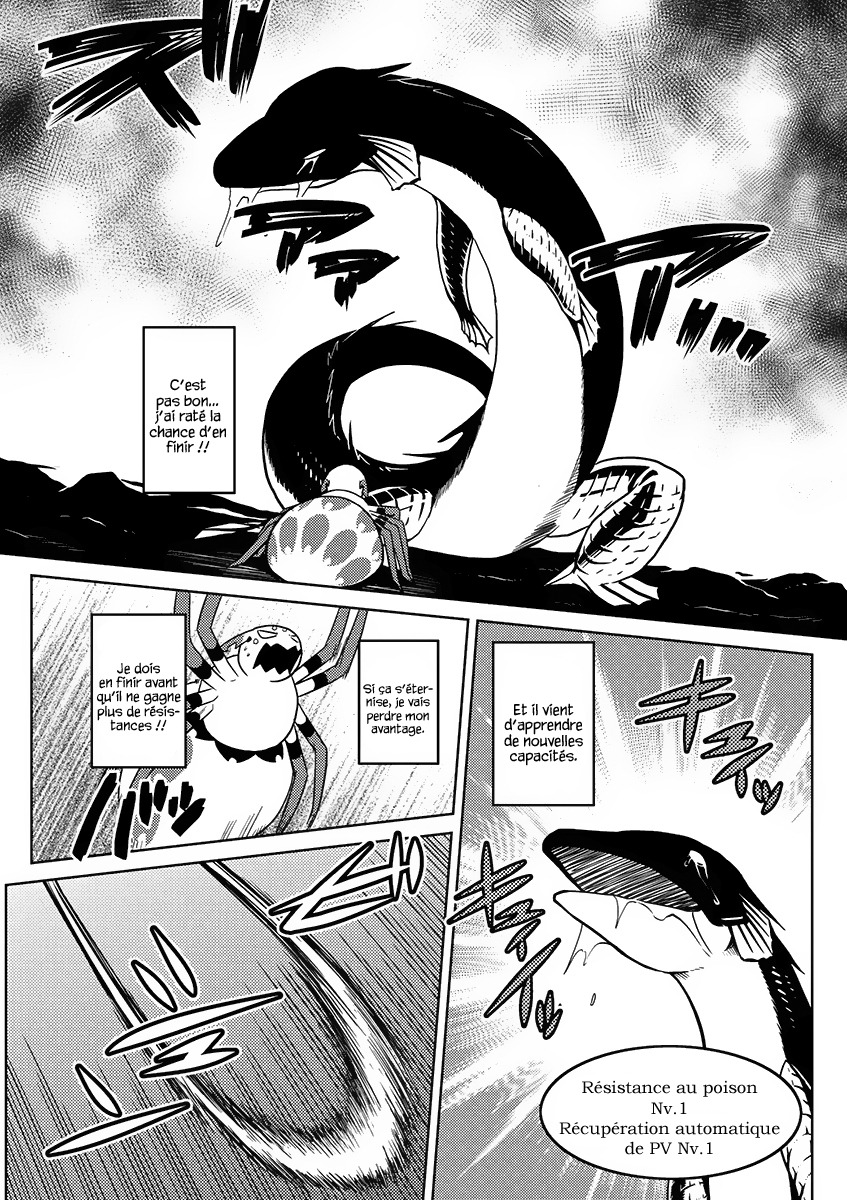 C'est
pas bon...
j'ai raté la
chance d'en
finir !!
Et il vient
d'apprendre
de nouvelles
capacités.
Résistance au poison
Nv.1
Récupération automatique
de PV Nv.1
Si ça s'éter-
nise, je vais
perdre mon
avantage.
Je dois
en finir avant
qu'il ne gagne
plus de résis-
tances !!